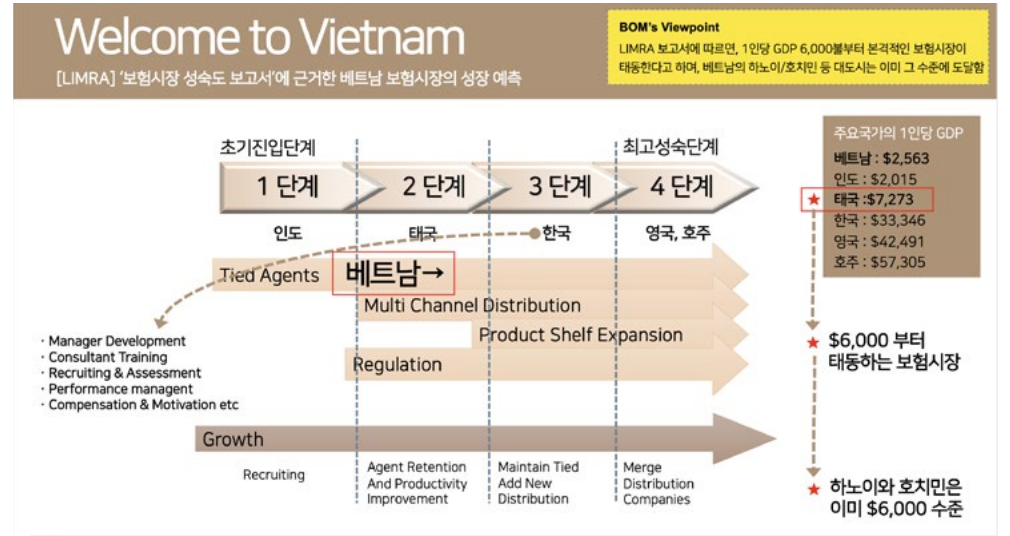 Welcome to Vietnam
[LIMRA] ‘보험시장 성숙도 보고서’에 근거한 베트남 보험시장의 성장 예측
BOM's Viewpoint
LIMRA 보고서에 따르면, 1인당 GDP 6,000불부터 본격적인 보험시장이
태동한다고 하며, 베트남의 하노이/호치민 등 대도시는 이미 그 수준에 도달함
초기진입단계
최고성숙단계
1 단계
2 단계
3 단계
4 단계
인도
태국
한국
영국, 호주
Tied Agents
베트남→
Multi Channel Distribution
Product Shelf Expansion
Regulation
· Manager Development
· Consultant Training
· Recruiting & Assessment
· Performance managent
· Compensation & Motivation etc
Growth
Recruiting
Agent Retention
And Productivity
Improvement
Maintain Tied
Add New
Distribution
Merge
Distribution
Companies
주요국가의 1인당 GDP
베트남 : $2,563
인도 : $2,015
태국 :$7,273
한국 : $33,346
영국 : $42,491
호주 : $57,305
$6,000 부터
태동하는 보험시장
하노이와 호치민은
이미 $6,000 수준